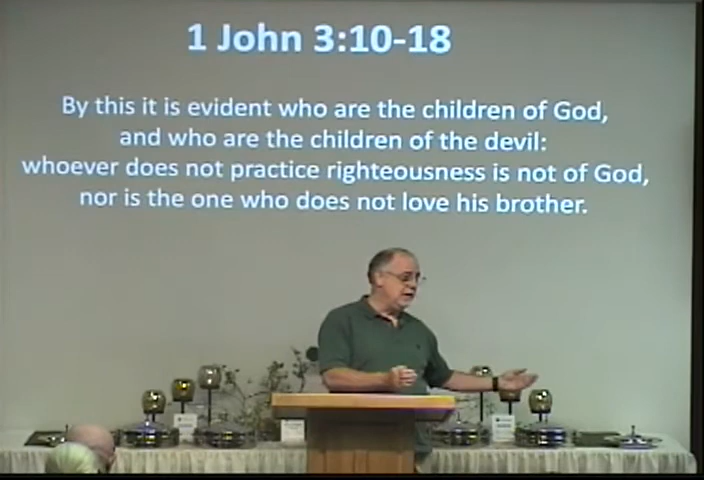 1 John 3:10-18
By this it is evident who are the children of God,
and who are the children of the devil:
whoever does not practice righteousness is not of God,
nor is the one who does not love his brother.